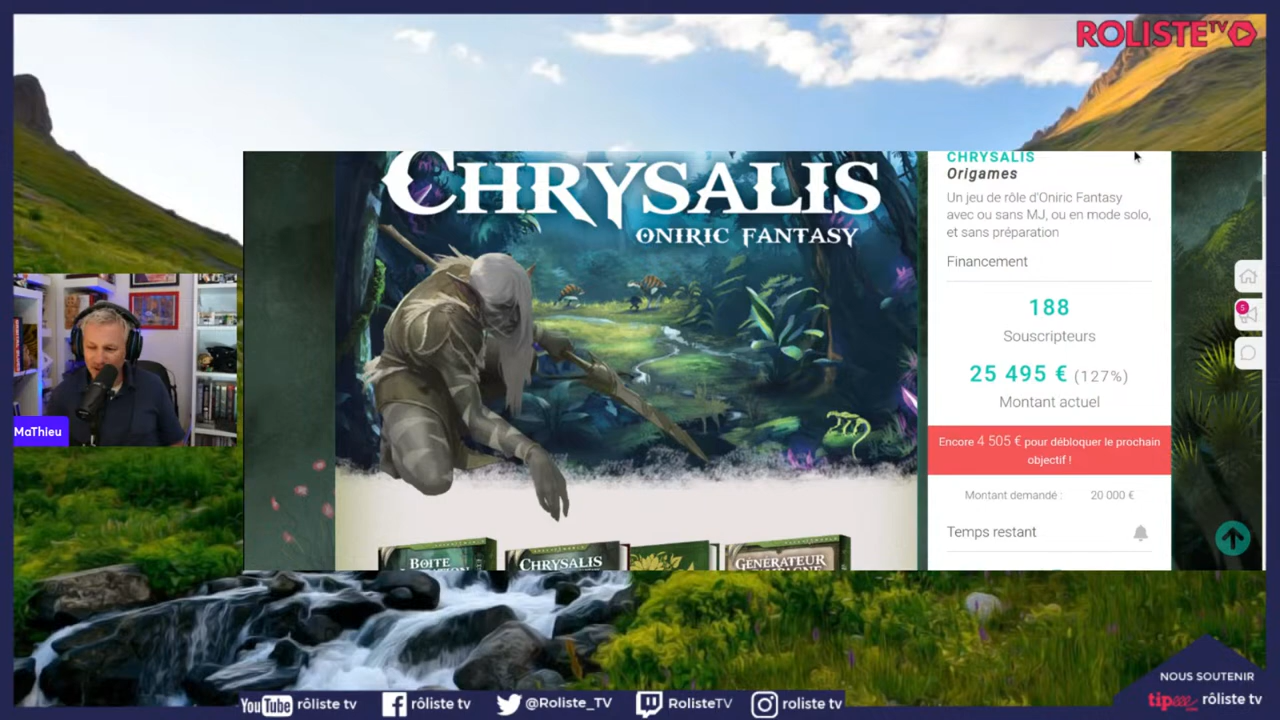 ROLISTE TV
CHRYSALIS
ONIRIC FANTASY
CHRYSALIS
Origames
Un jeu de rôle d'Oniric Fantasy
avec ou sans MJ, ou en mode solo,
et sans préparation
Financement
188
Souscripteurs
25 495 € (127%)
Montant actuel
Encore 4 505 € pour débloquer le prochain
objectif !
Montant demandé : 20 000 €
Temps restant
5
MaThieu
BOÎTE
CHRYSALIS
GÉNÉRATEUR
NOUS SOUTENIR
tipeee rôliste tv
YouTube rôliste tv
rôliste tv
@Roliste_TV
RolisteTV
roliste tv